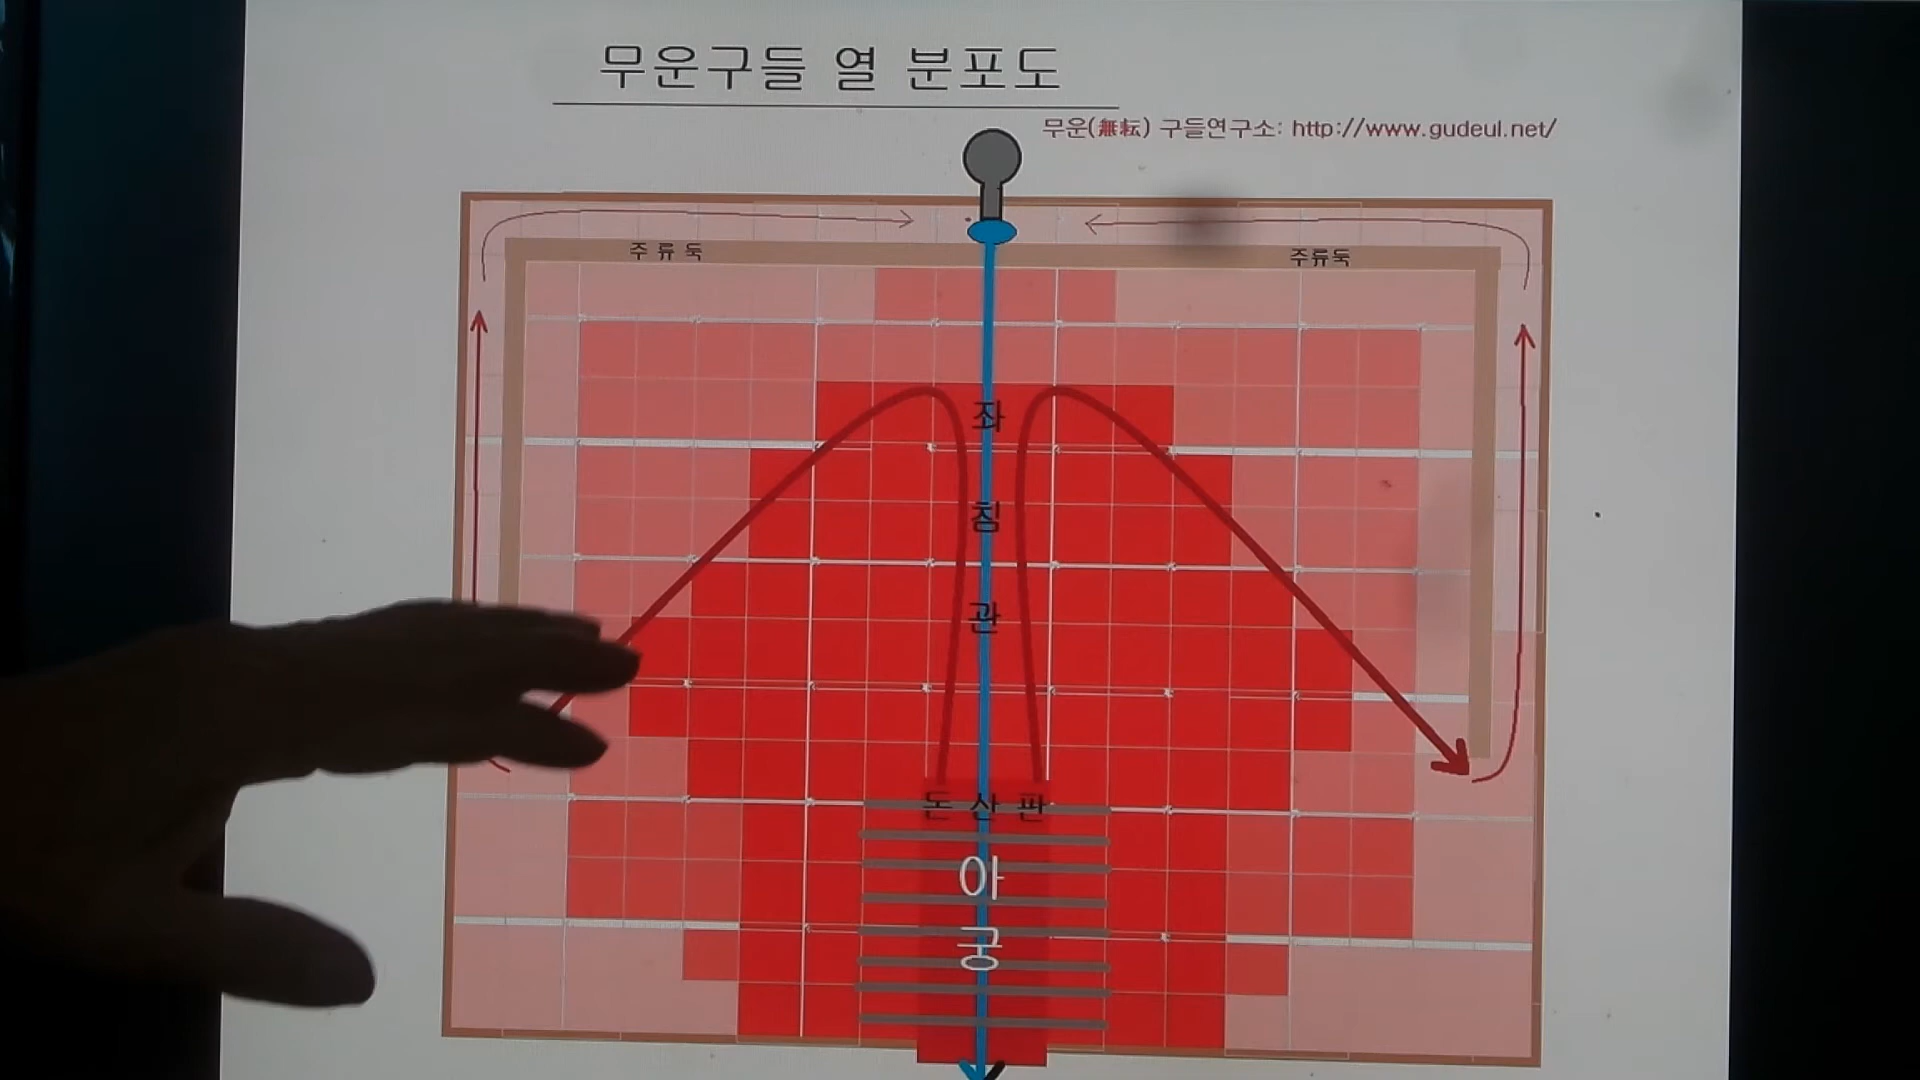 무운구들 열 분포도
무운(無耘) 구들연구소: http://www.gudeul.net/
주 류 둑
주류둑
좌
침
관
돈 산 판
아
궁